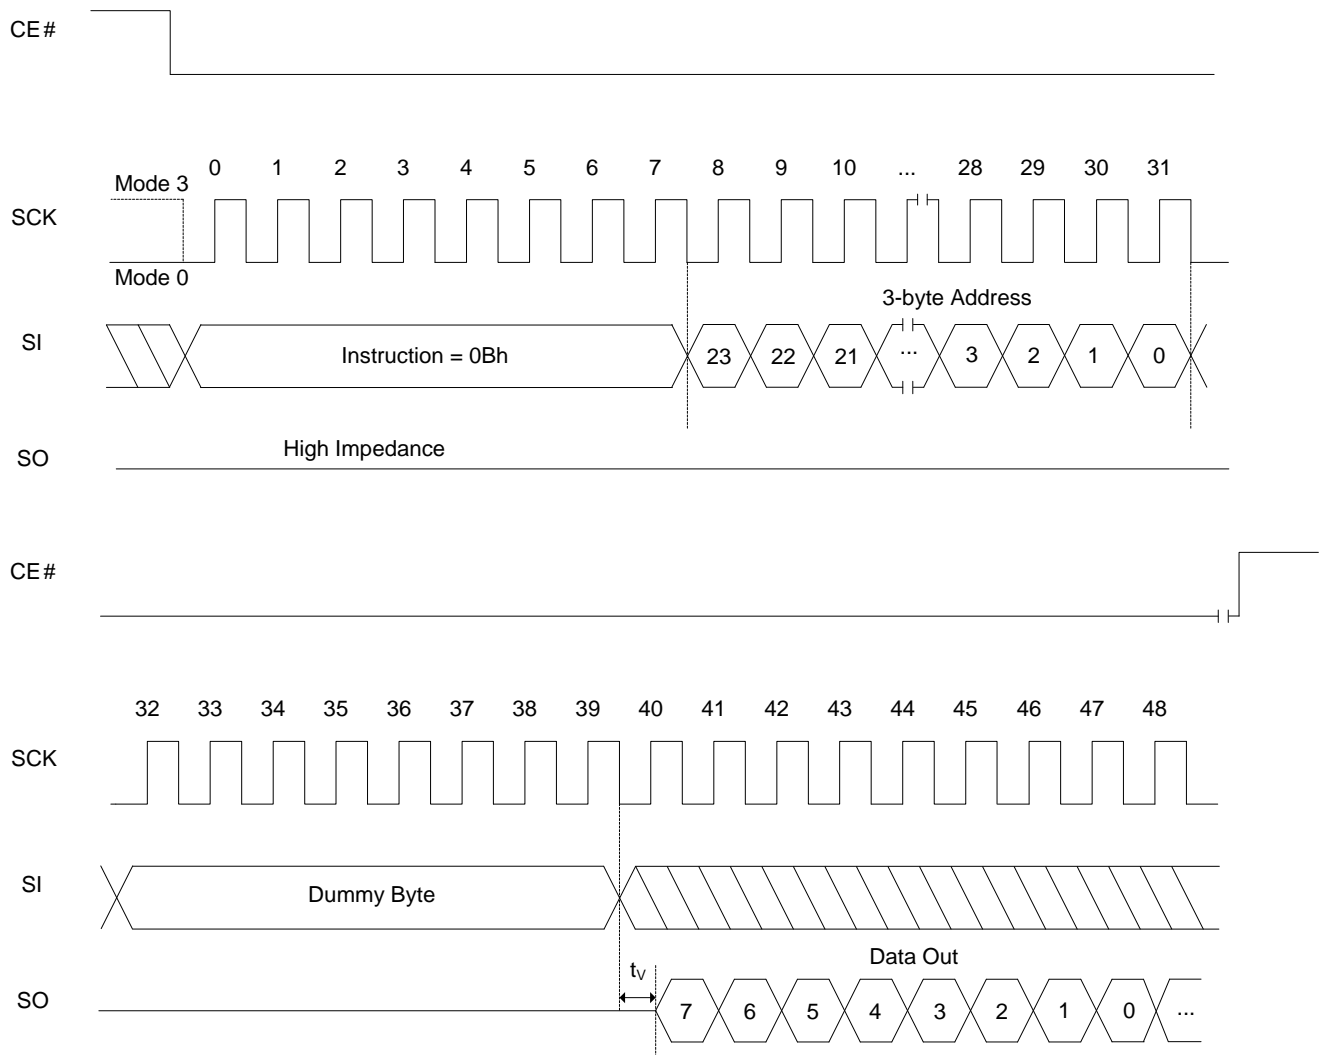 CE#
0 1 2 3 4 5 6 7 8 9 10 ... 28 29 30 31
Mode 3
SCK
Mode 0
3-byte Address
SI
Instruction = 0Bh 23 22 21 ... 3 2 1 0
High Impedance
SO
CE#
32 33 34 35 36 37 38 39 40 41 42 43 44 45 46 47 48
SCK
SI
Dummy Byte
Data Out
tV
SO
7 6 5 4 3 2 1 0 ...